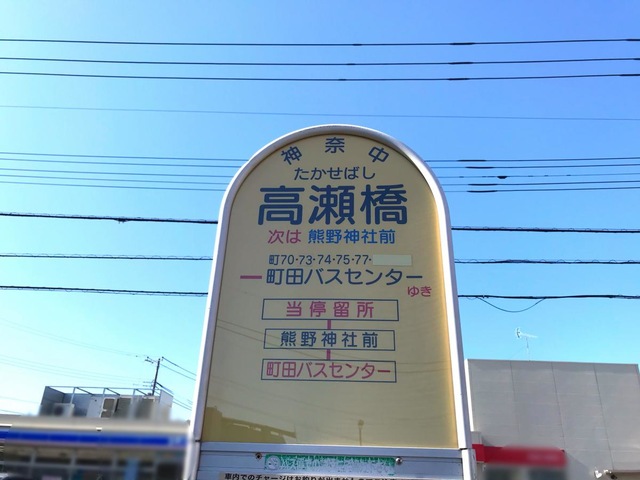 神奈中
たかせばし
高瀬橋
次は 熊野神社前
町70・73・74・75・77・
町田バスセンター
ゆき
当停留所
熊野神社前
町田バスセンター